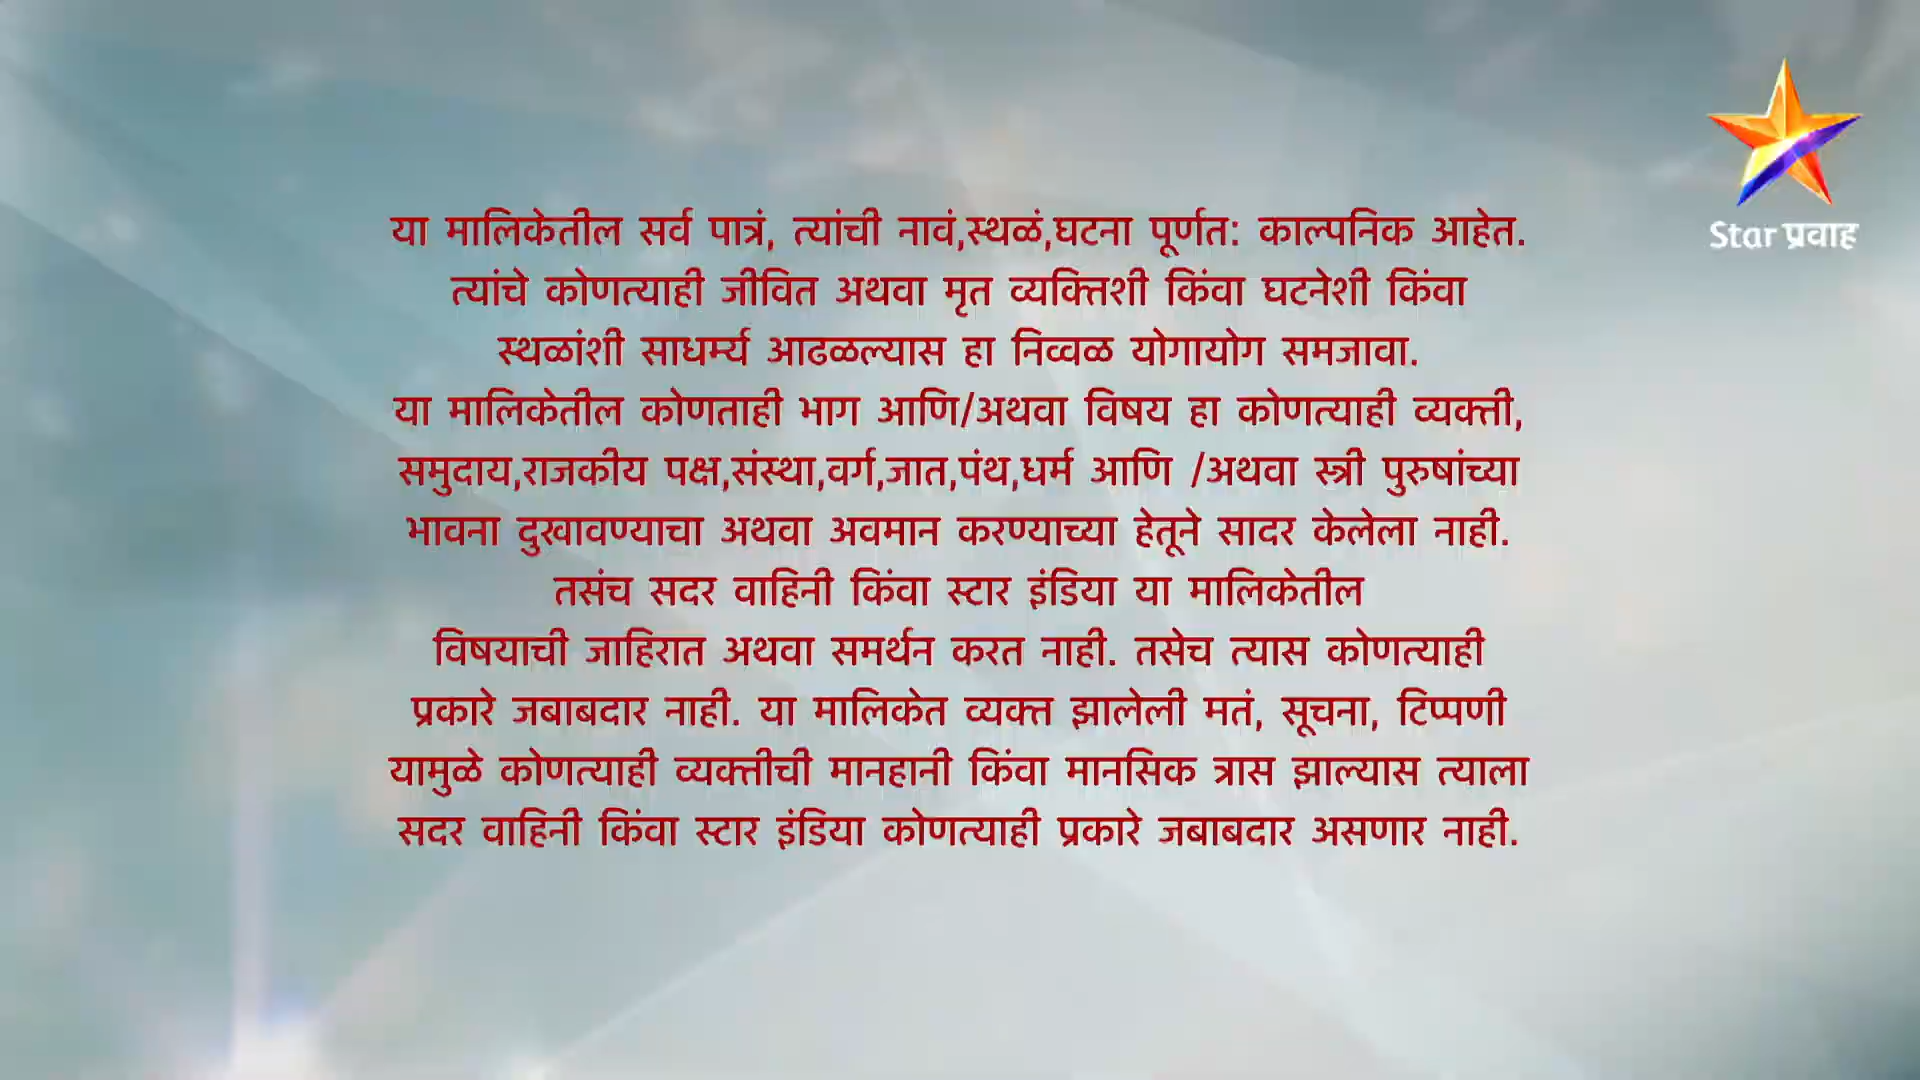 या मालिकेतील सर्व पात्रं, त्यांची नावं,स्थळं,घटना पूर्णत: काल्पनिक आहेत.
त्यांचे कोणत्याही जीवित अथवा मृत व्यक्तिशी किंवा घटनेशी किंवा
स्थळांशी साधर्म्य आढळल्यास हा निव्वळ योगायोग समजावा.
या मालिकेतील कोणताही भाग आणि/अथवा विषय हा कोणत्याही व्यक्ती,
समुदाय,राजकीय पक्ष,संस्था,वर्ग,जात,पंथ,धर्म आणि /अथवा स्त्री पुरुषांच्या
भावना दुखावण्याचा अथवा अवमान करण्याच्या हेतूने सादर केलेला नाही.
तसंच सदर वाहिनी किंवा स्टार इंडिया या मालिकेतील
विषयाची जाहिरात अथवा समर्थन करत नाही. तसेच त्यास कोणत्याही
प्रकारे जबाबदार नाही. या मालिकेत व्यक्त झालेली मतं, सूचना, टिप्पणी
यामुळे कोणत्याही व्यक्तीची मानहानी किंवा मानसिक त्रास झाल्यास त्याला
सदर वाहिनी किंवा स्टार इंडिया कोणत्याही प्रकारे जबाबदार असणार नाही.
Star प्रवाह